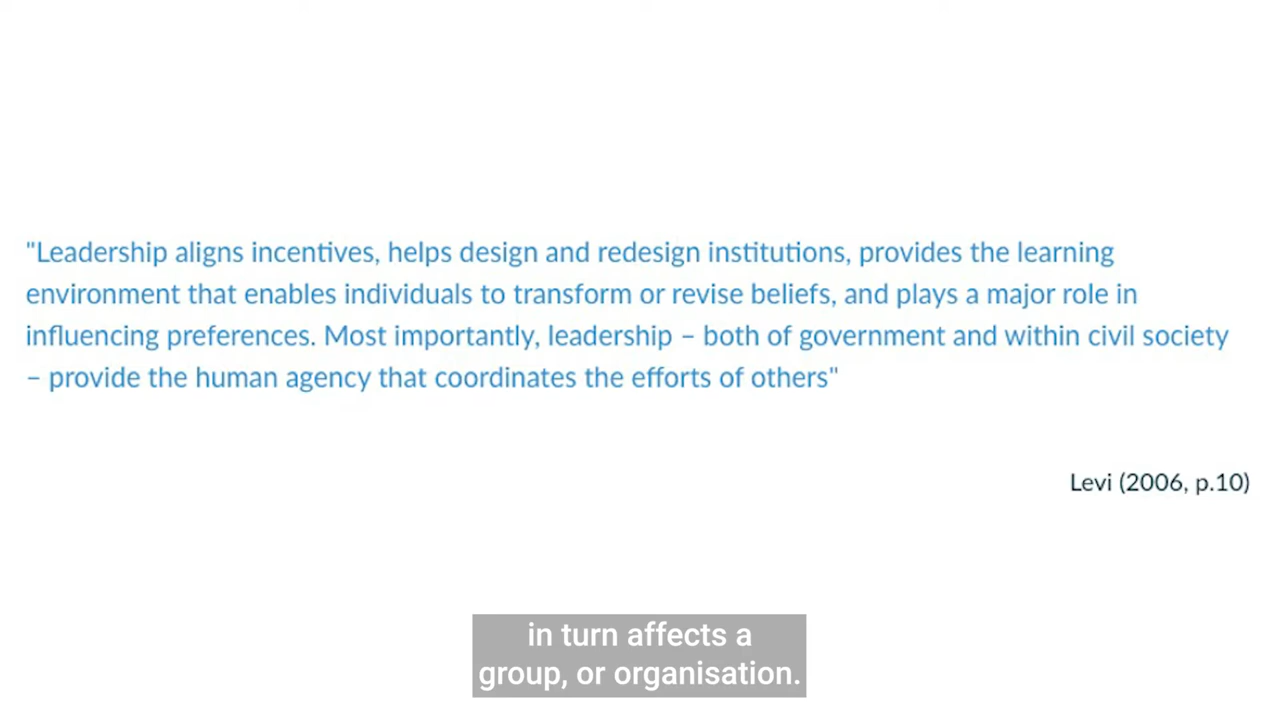 "Leadership aligns incentives, helps design and redesign institutions, provides the learning
environment that enables individuals to transform or revise beliefs, and plays a major role in
influencing preferences. Most importantly, leadership – both of government and within civil society
– provide the human agency that coordinates the efforts of others"
Levi (2006, p.10)
in turn affects a
group, or organisation.